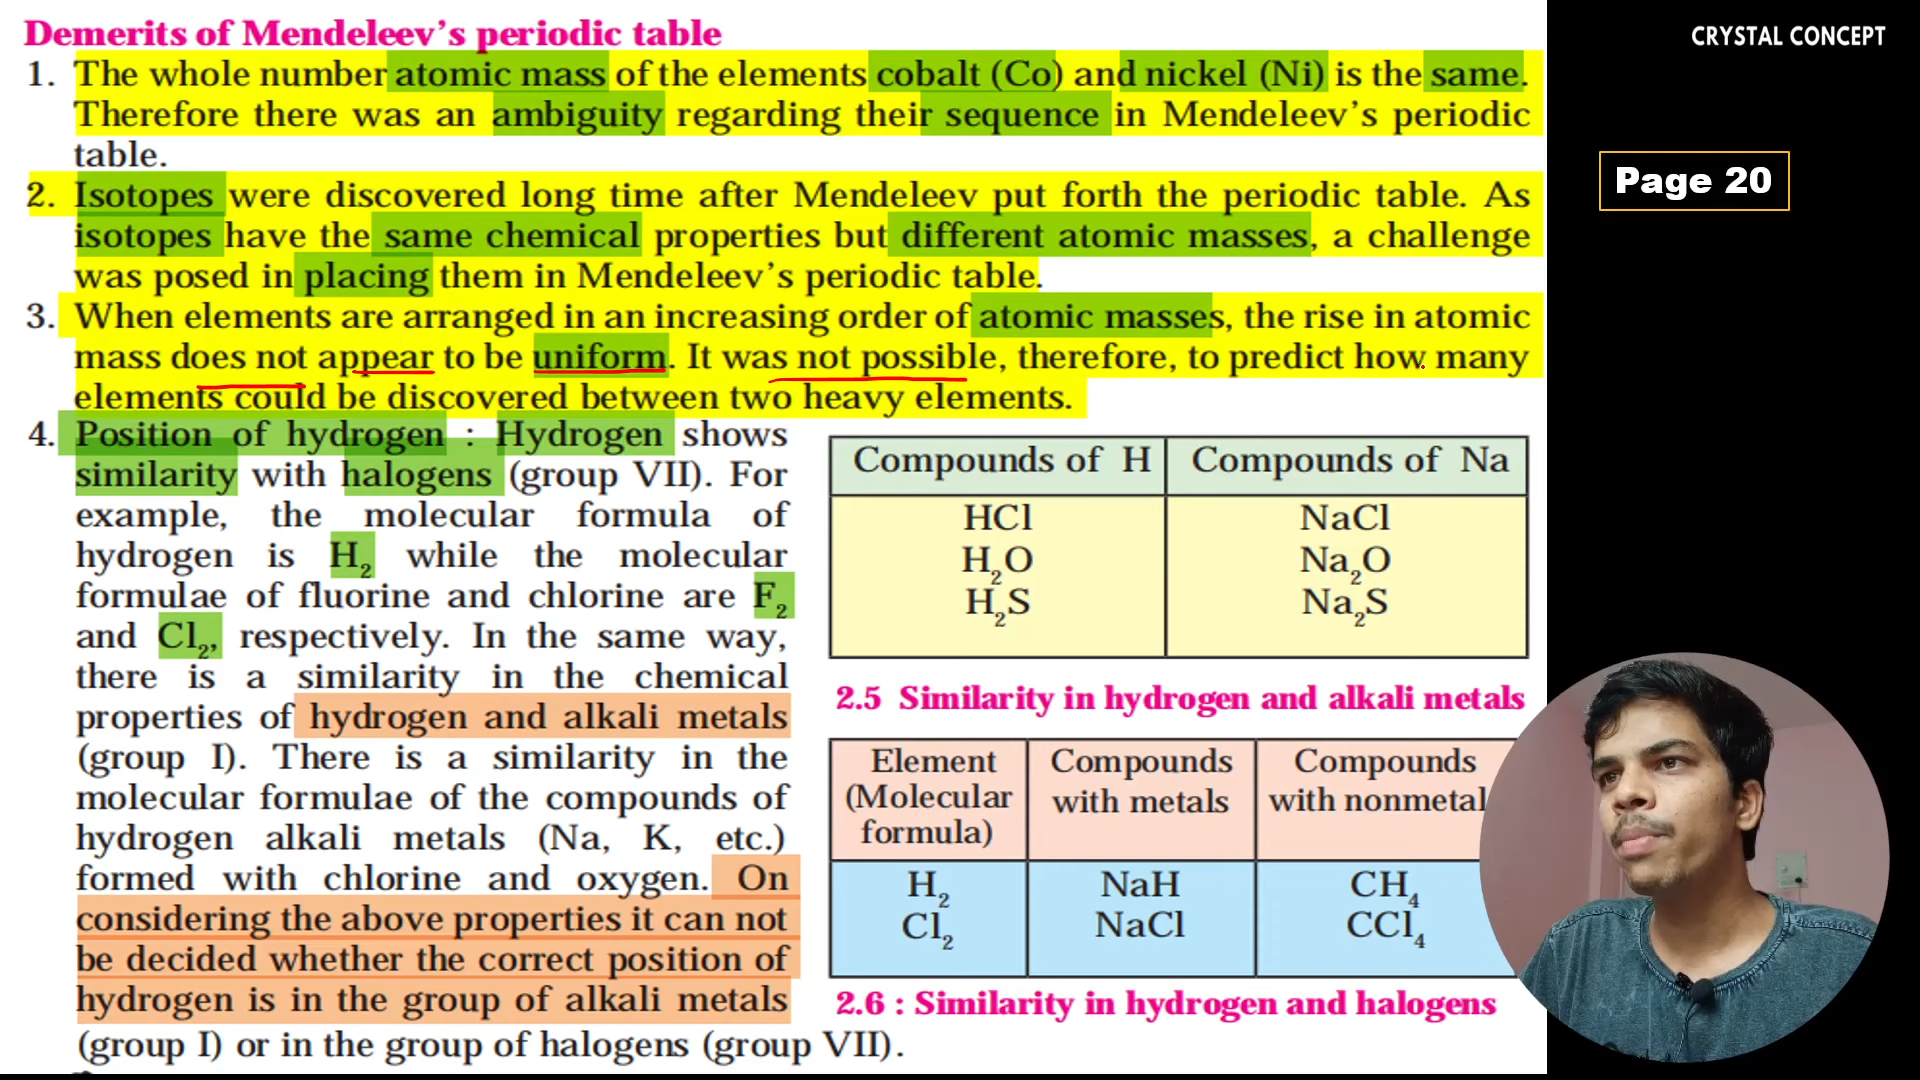 Demerits of Mendeleev's periodic table
1. The whole number atomic mass of the elements cobalt (Co) and nickel (Ni) is the same.
Therefore there was an ambiguity regarding their sequence in Mendeleev's periodic
table.
2. Isotopes were discovered long time after Mendeleev put forth the periodic table. As
isotopes have the same chemical properties but different atomic masses, a challenge
was posed in placing them in Mendeleev's periodic table.
3. When elements are arranged in an increasing order of atomic masses, the rise in atomic
mass does not appear to be uniform. It was not possible, therefore, to predict how many
elements could be discovered between two heavy elements.
4. Position of hydrogen : Hydrogen shows
similarity with halogens (group VII). For
example, the molecular formula of
hydrogen is H₂ while the molecular
formulae of fluorine and chlorine are F₂
and Cl₂, respectively. In the same way,
there is a similarity in the chemical
properties of hydrogen and alkali metals
(group I). There is a similarity in the
molecular formulae of the compounds of
hydrogen alkali metals (Na, K, etc.)
formed with chlorine and oxygen. On
considering the above properties it can not
be decided whether the correct position of
hydrogen is in the group of alkali metals
(group I) or in the group of halogens (group VII).
Compounds of H Compounds of Na
HCl NaCl
H₂O Na₂O
H₂S Na₂S
2.5 Similarity in hydrogen and alkali metals
Element Compounds Compounds
(Molecular with metals with nonmetal
formula)
H₂ NaH CH₄
Cl₂ NaCl CCl₄
2.6 : Similarity in hydrogen and halogens
CRYSTAL CONCEPT
Page 20